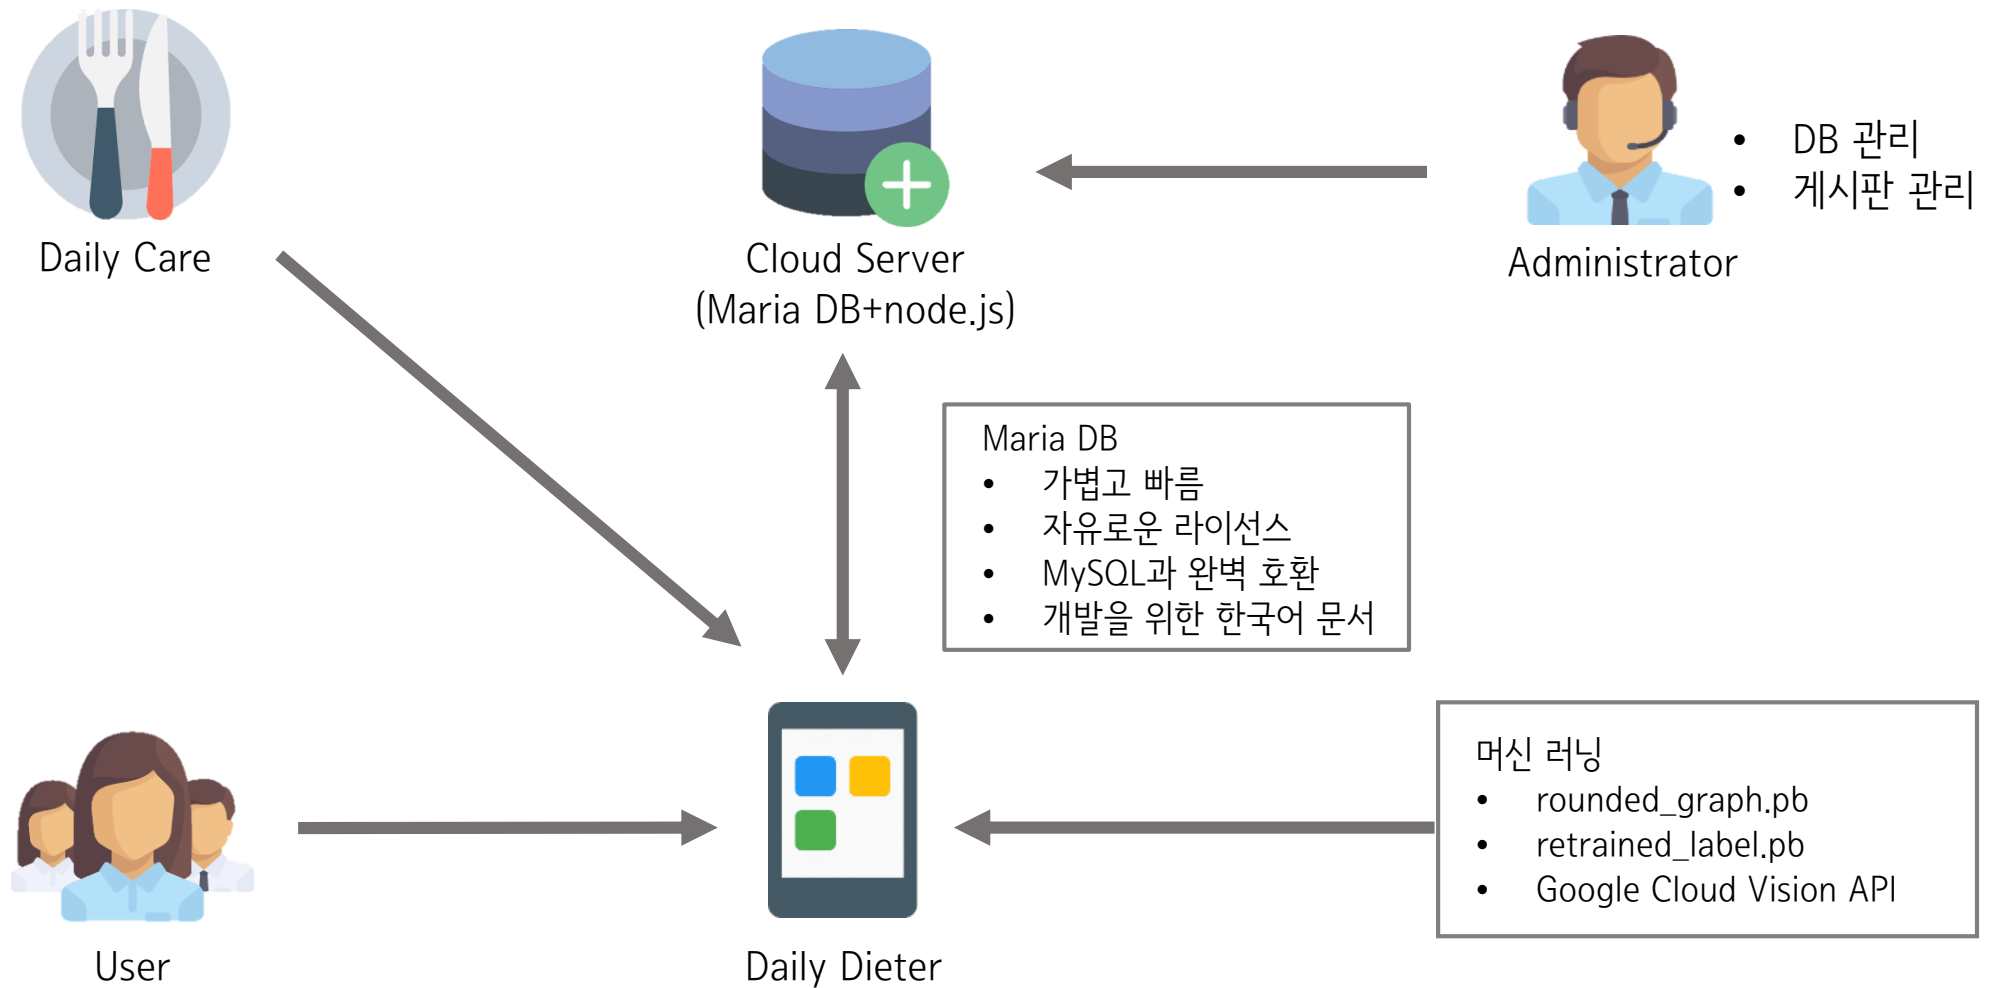 Daily Care
Cloud Server
(Maria DB+node.js)
Administrator
• DB 관리
• 게시판 관리
Maria DB
• 가볍고 빠름
• 자유로운 라이선스
• MySQL과 완벽 호환
• 개발을 위한 한국어 문서
User
Daily Dieter
머신 러닝
• rounded_graph.pb
• retrained_label.pb
• Google Cloud Vision API